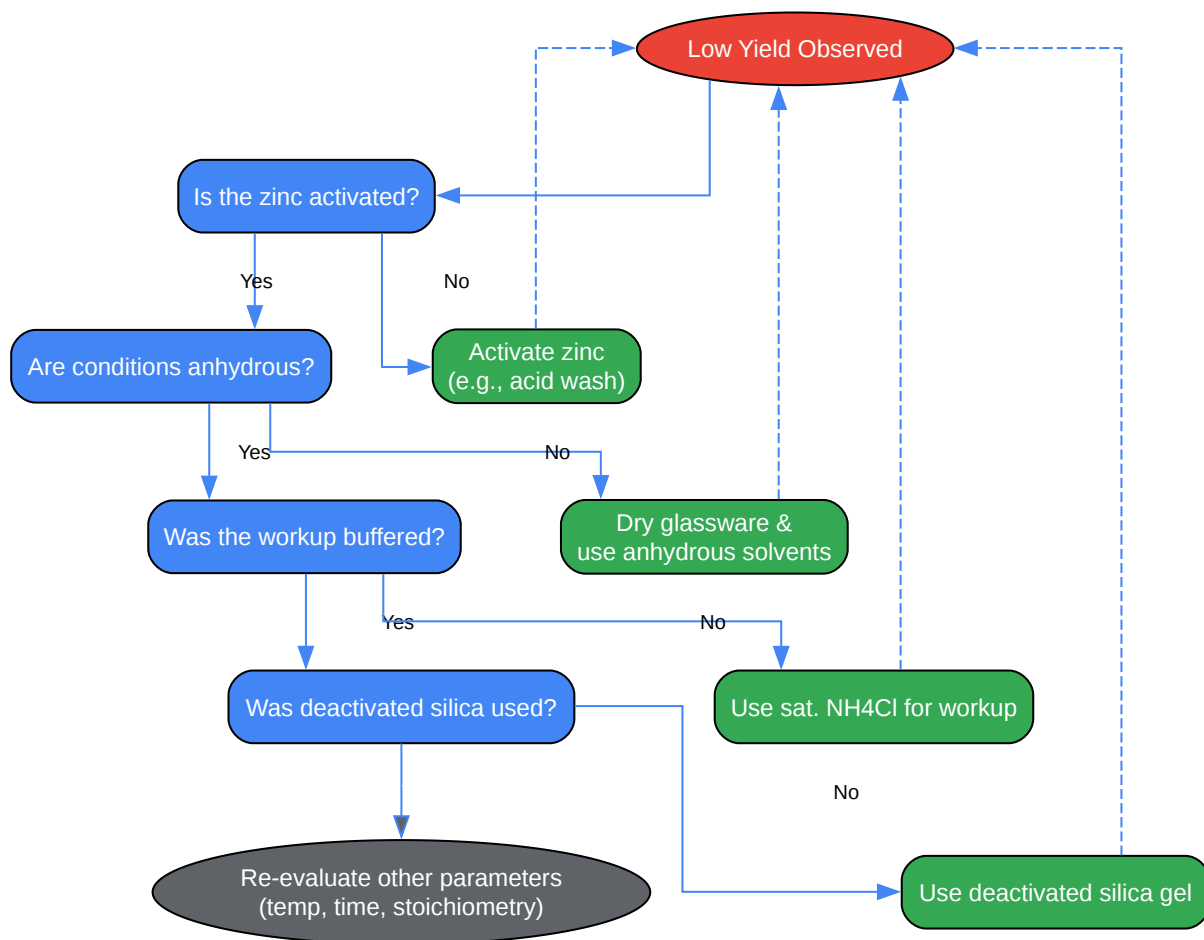 Low Yield Observed
Is the zinc activated?
Yes
No
Are conditions anhydrous?
Activate zinc
(e.g., acid wash)
Yes
No
Was the workup buffered?
Dry glassware &
use anhydrous solvents
Yes
No
Was deactivated silica used?
Use sat. NH4Cl for workup
No
Re-evaluate other parameters
(temp, time, stoichiometry)
Use deactivated silica gel